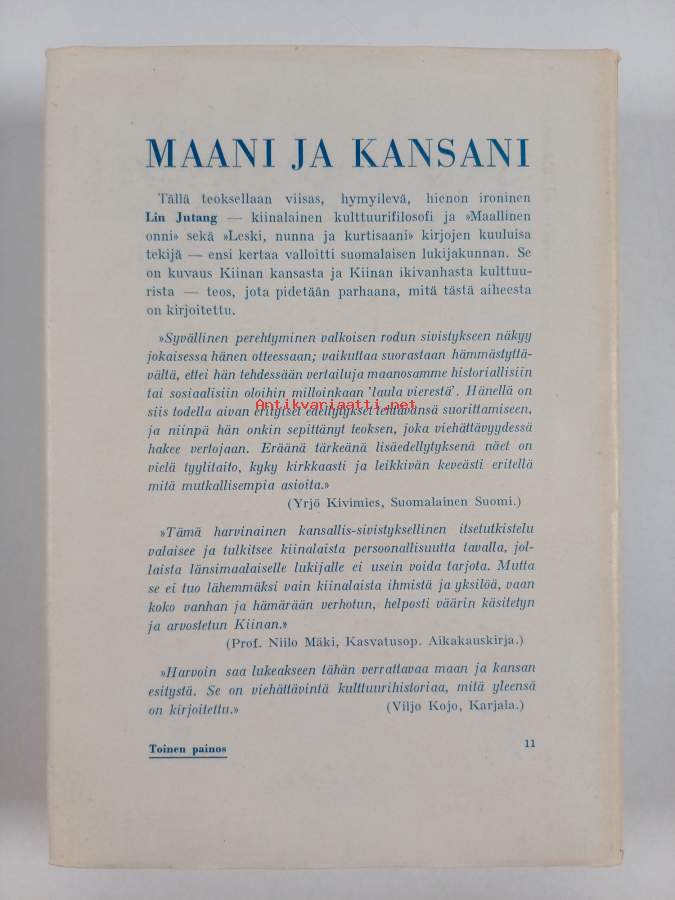 MAANI JA KANSANI
Tällä teoksellaan viisas, hymyilevä, hienon ironinen
Lin Jutang — kiinalainen kulttuurifilosofi ja »Maallinen
onni» sekä »Leski, nunna ja kurtisaani» kirjojen kuuluisa
tekijä — ensi kertaa valloitti suomalaisen lukijakunnan. Se
on kuvaus Kiinan kansasta ja Kiinan ikivanhasta kulttuu-
rista — teos, jota pidetään parhaana, mitä tästä aiheesta
on kirjoitettu.
»Syvällinen perehtyminen valkoisen rodun sivistykseen näkyy
jokaisessa hänen otteessaan; vaikuttaa suorastaan hämmästyttä-
vältä, ettei hän tehdessään vertailuja maanosamme historiallisiin
tai sosiaalisiin oloihin milloinkaan 'laula vierestä'. Hänellä on
Antikvariaatti.net
siis todella aivan erityiset edellytykset tehtävänsä suorittamiseen,
ja niinpä hän onkin sepittänyt teoksen, joka viehättävyydessä
hakee vertojaan. Eräänä tärkeänä lisäedellytyksenä näet on
vielä tyylitaito, kyky kirkkaasti ja leikkivän keveästi eritellä
mitä mutkallisempia asioita.»
(Yrjö Kivimies, Suomalainen Suomi.)
»Tämä harvinainen kansallis-sivistyksellinen itsetutkistelu
valaisee ja tulkitsee kiinalaista persoonallisuutta tavalla, jol-
laista länsimaalaiselle lukijalle ei usein voida tarjota. Mutta
se ei tuo lähemmäksi vain kiinalaista ihmistä ja yksilöä, vaan
koko vanhan ja hämärään verhotun, helposti väärin käsitetyn
ja arvostetun Kiinan.»
(Prof. Niilo Mäki, Kasvatusop. Aikakauskirja.)
»Harvoin saa lukeakseen tähän verrattavaa maan ja kansan
esitystä. Se on viehättävintä kulttuurihistoriaa, mitä yleensä
on kirjoitettu.» (Viljo Kojo, Karjala.)
Toinen painos 11